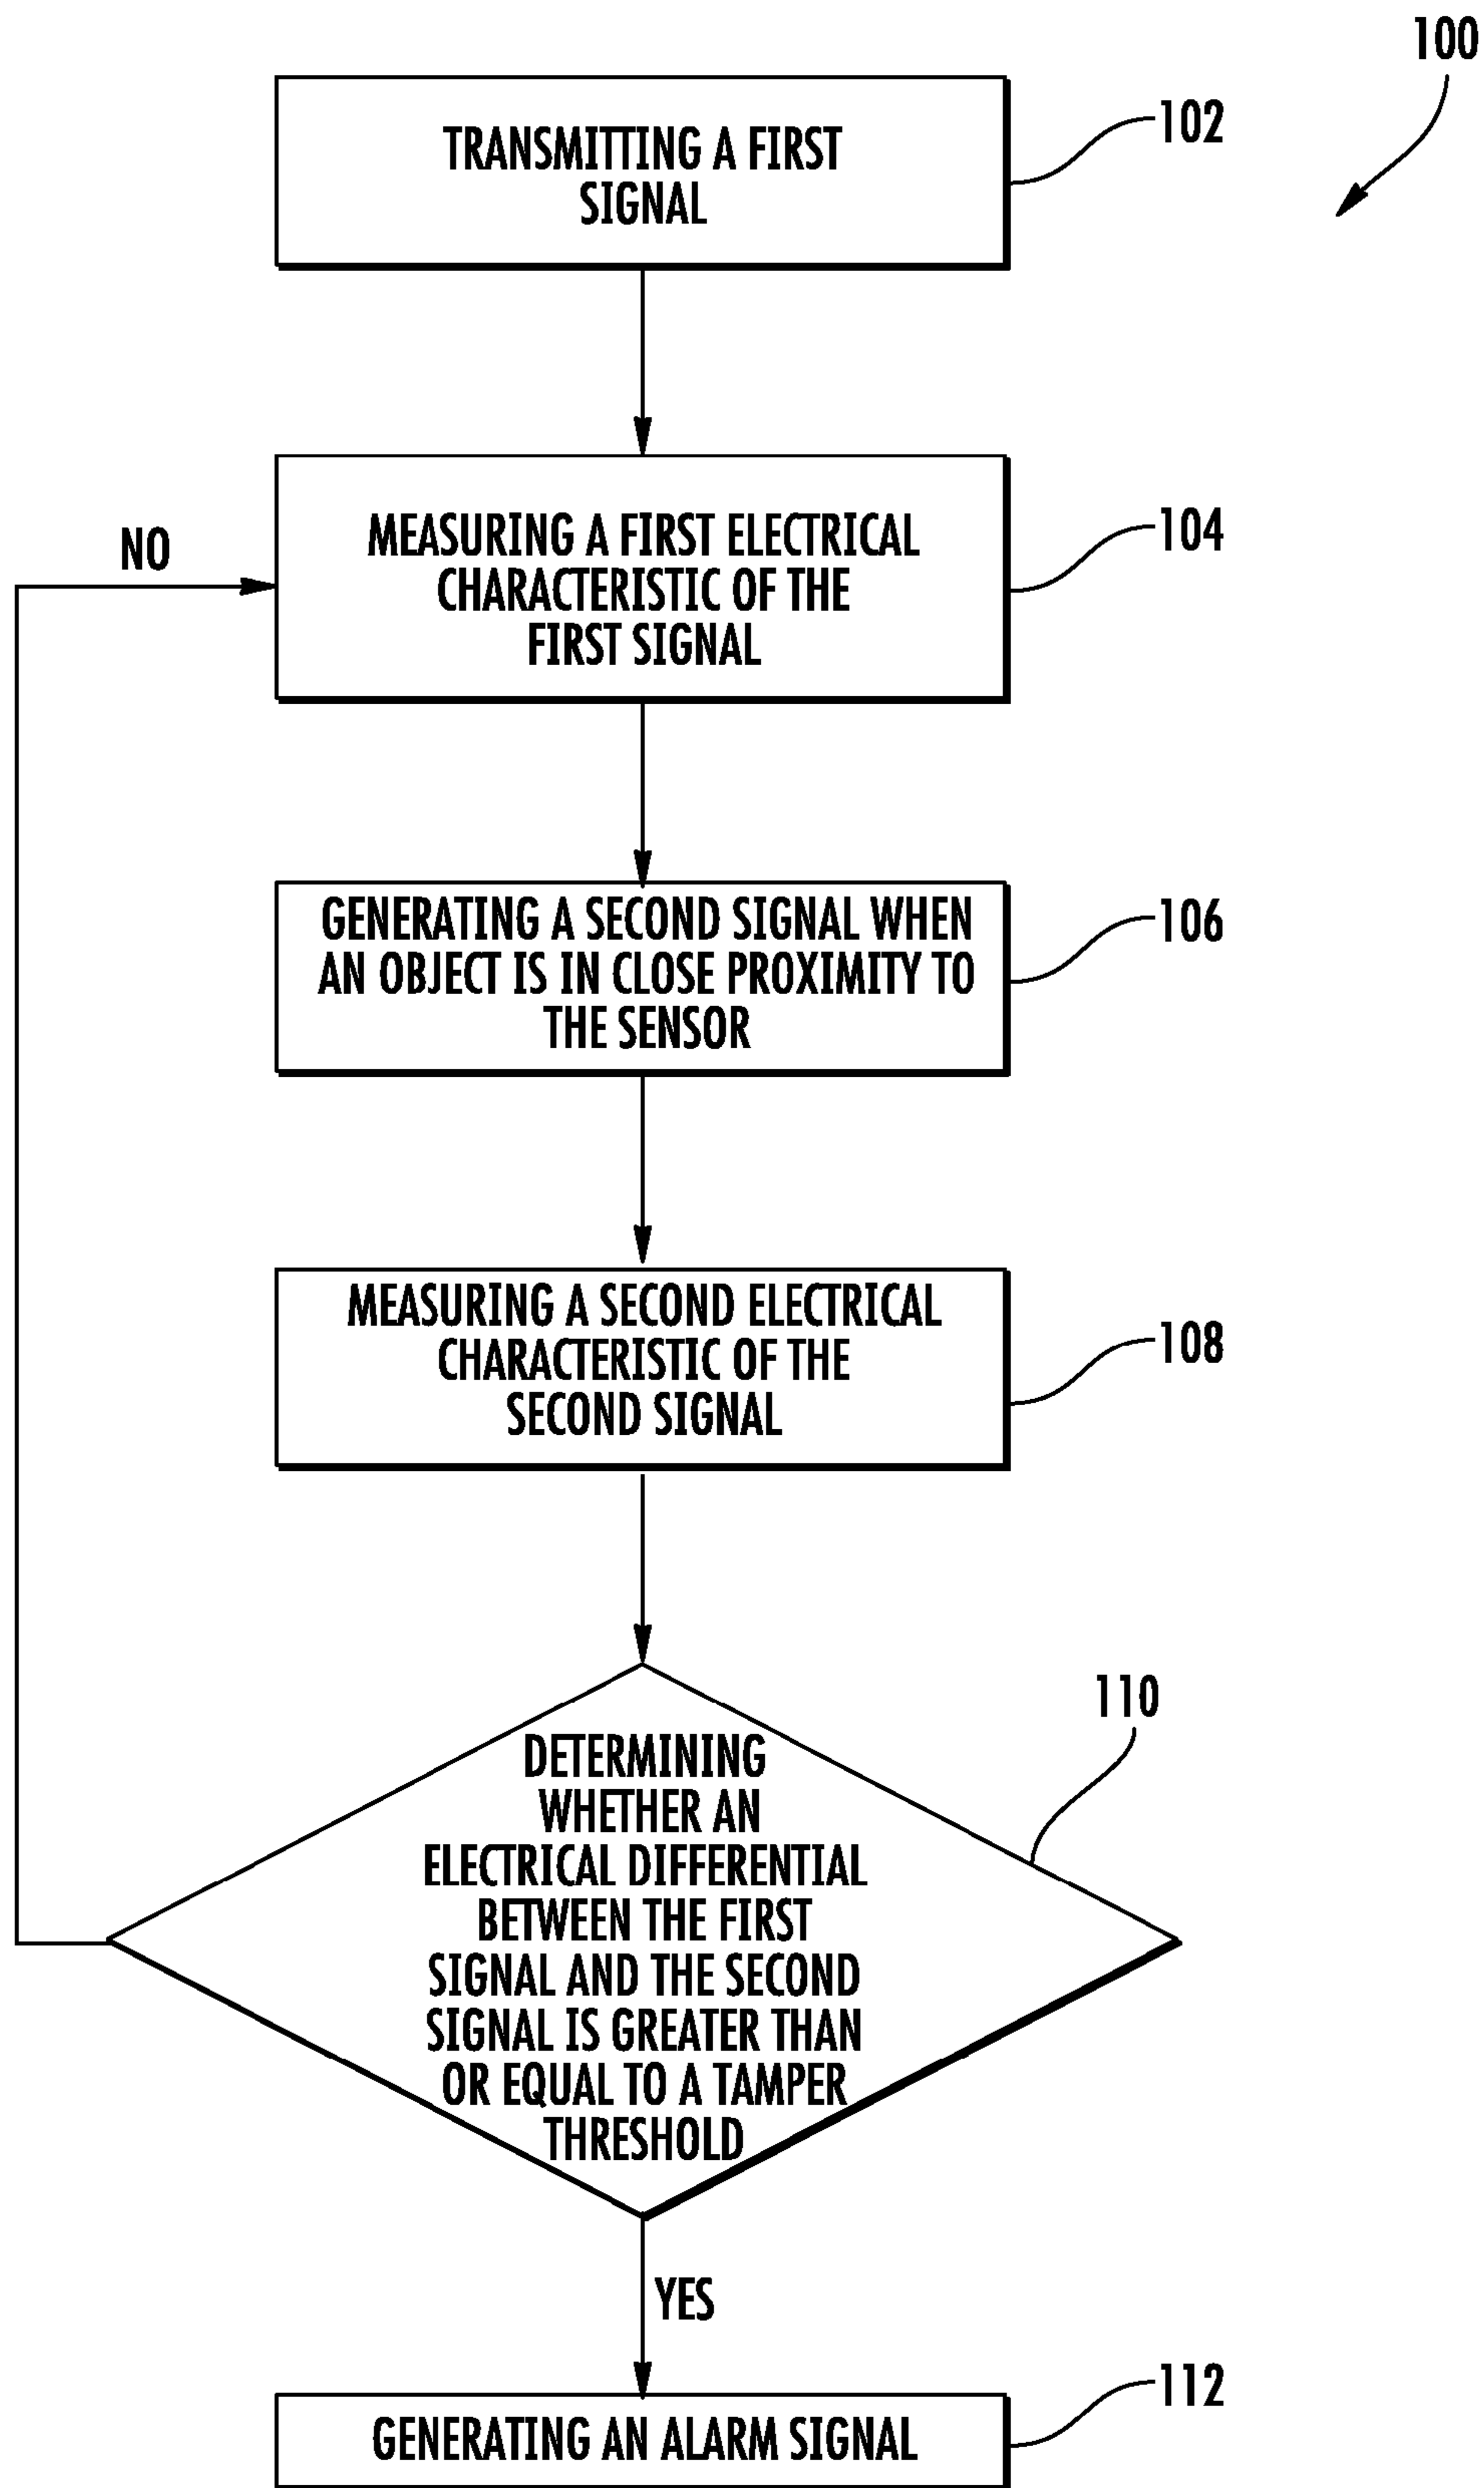 100
TRANSMITTING A FIRST
SIGNAL
102
NO
MEASURING A FIRST ELECTRICAL
CHARACTERISTIC OF THE
FIRST SIGNAL
104
GENERATING A SECOND SIGNAL WHEN
AN OBJECT IS IN CLOSE PROXIMITY TO
THE SENSOR
106
MEASURING A SECOND ELECTRICAL
CHARACTERISTIC OF THE
SECOND SIGNAL
108
110
DETERMINING
WHETHER AN
ELECTRICAL DIFFERENTIAL
BETWEEN THE FIRST
SIGNAL AND THE SECOND
SIGNAL IS GREATER THAN
OR EQUAL TO A TAMPER
THRESHOLD
YES
GENERATING AN ALARM SIGNAL
112